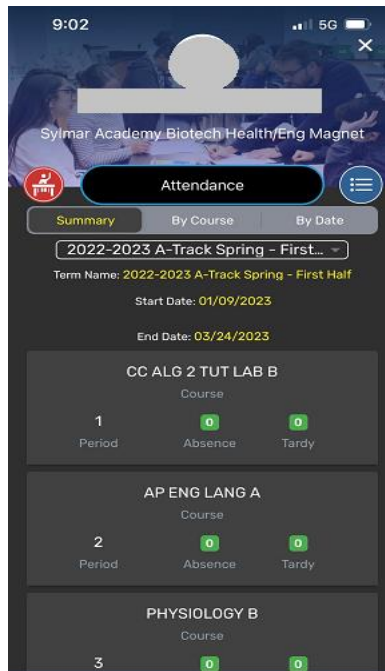 9:02 5G
Sylmar Academy Biotech Health/Eng Magnet
Attendance
Summary By Course By Date
2022-2023 A-Track Spring - First...
Term Name: 2022-2023 A-Track Spring - First Half
Start Date: 01/09/2023
End Date: 03/24/2023
CC ALG 2 TUT LAB B
Course
1 0 0
Period Absence Tardy
AP ENG LANG A
Course
2 0 0
Period Absence Tardy
PHYSIOLOGY B
Course
3 0 0